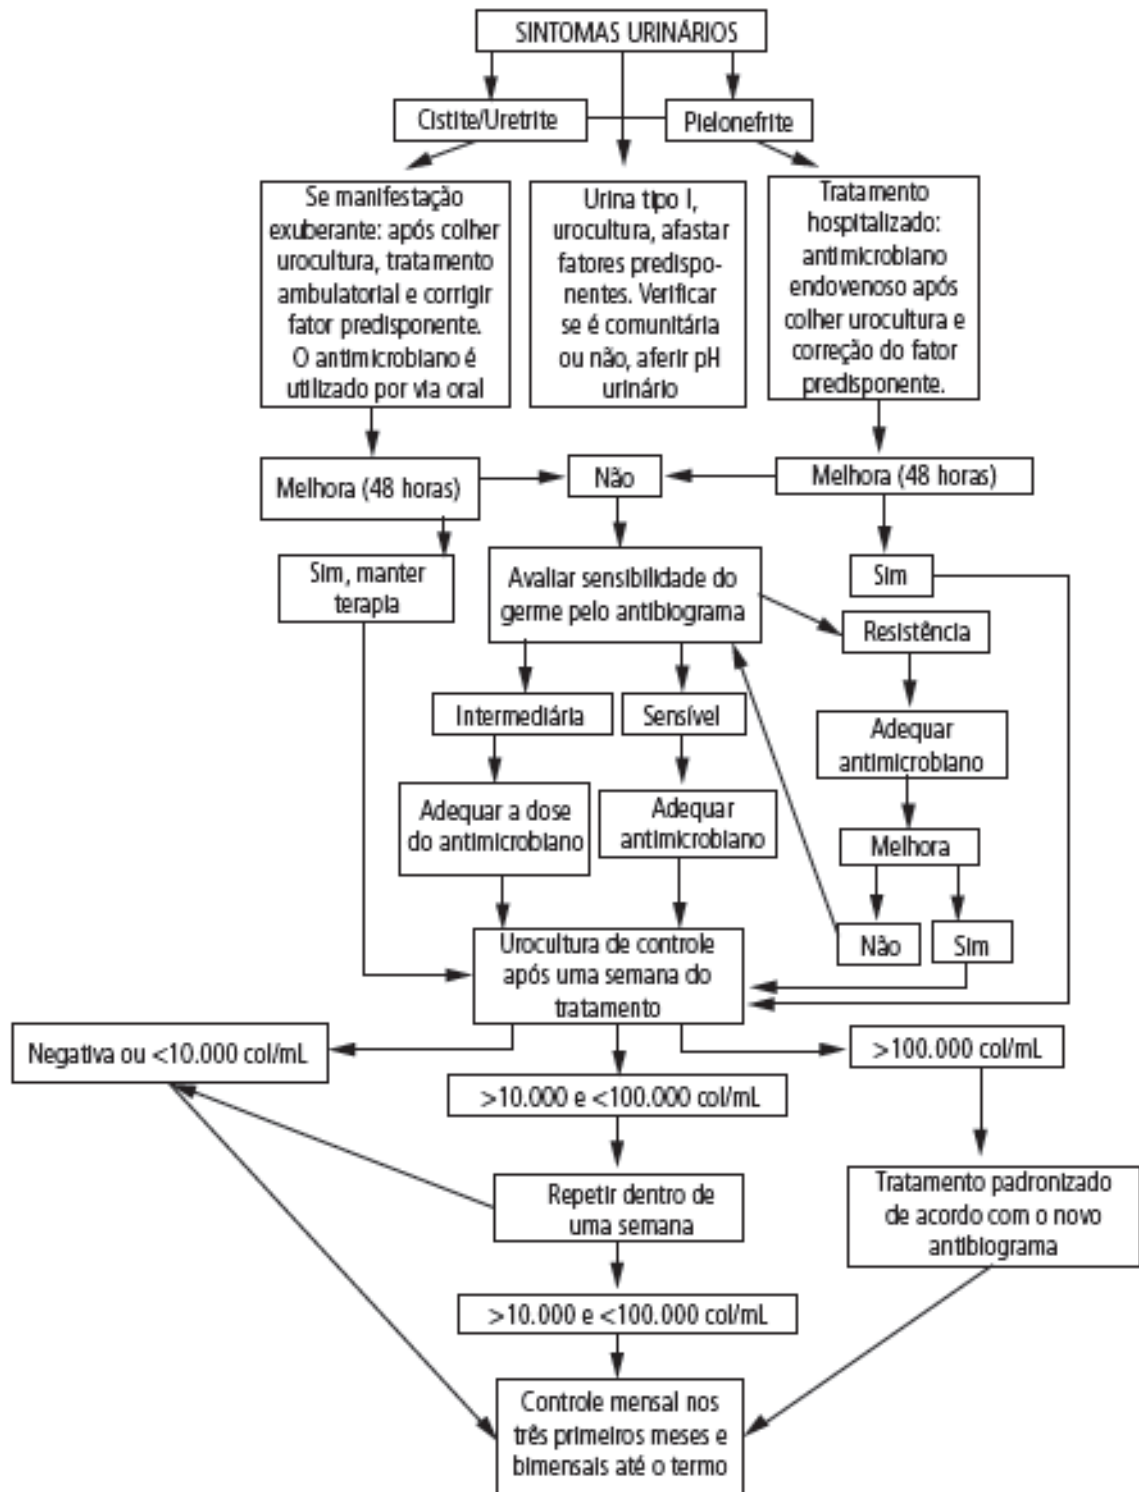 SINTOMAS URINÁRIOS
Cistite/Uretrite
Pielonefrite
Se manifestação
exuberante: após colher
urocultura, tratamento
ambulatorial e corrigir
fator predisponente.
O antimicrobiano é
utilizado por via oral
Urina tipo I,
urocultura, afastar
fatores predispo-
nentes. Verificar
se é comunitária
ou não, aferir pH
urinário
Tratamento
hospitalizado:
antimicrobiano
endovenoso após
colher urocultura e
correção do fator
predisponente.
Melhora (48 horas)
Não
Melhora (48 horas)
Sim, manter
terapia
Avaliar sensibilidade do
germe pelo antibiograma
Sim
Resistência
Intermediária
Sensível
Adequar
antimicrobiano
Adequar a dose
do antimicrobiano
Adequar
antimicrobiano
Melhora
Não
Sim
Urocultura de controle
após uma semana do
tratamento
Negativa ou <10.000 col/mL
>10.000 e <100.000 col/mL
>100.000 col/mL
Repetir dentro de
uma semana
Tratamento padronizado
de acordo com o novo
antibiograma
>10.000 e <100.000 col/mL
Controle mensal nos
três primeiros meses e
bimensais até o termo